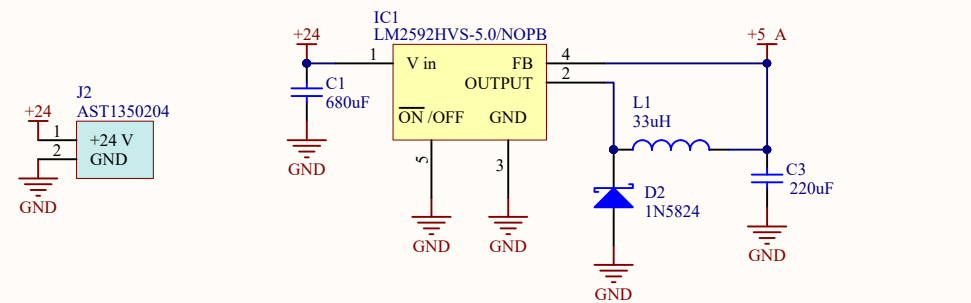 J2
AST1350204
+24
1
+24 V
2
GND
GND
+24
C1
680uF
GND
IC1
LM2592HVS-5.0/NOPB
1
V in
FB
4
OUTPUT
2
ON /OFF
GND
5
3
GND
GND
L1
33uH
D2
1N5824
GND
+5_A
C3
220uF
GND